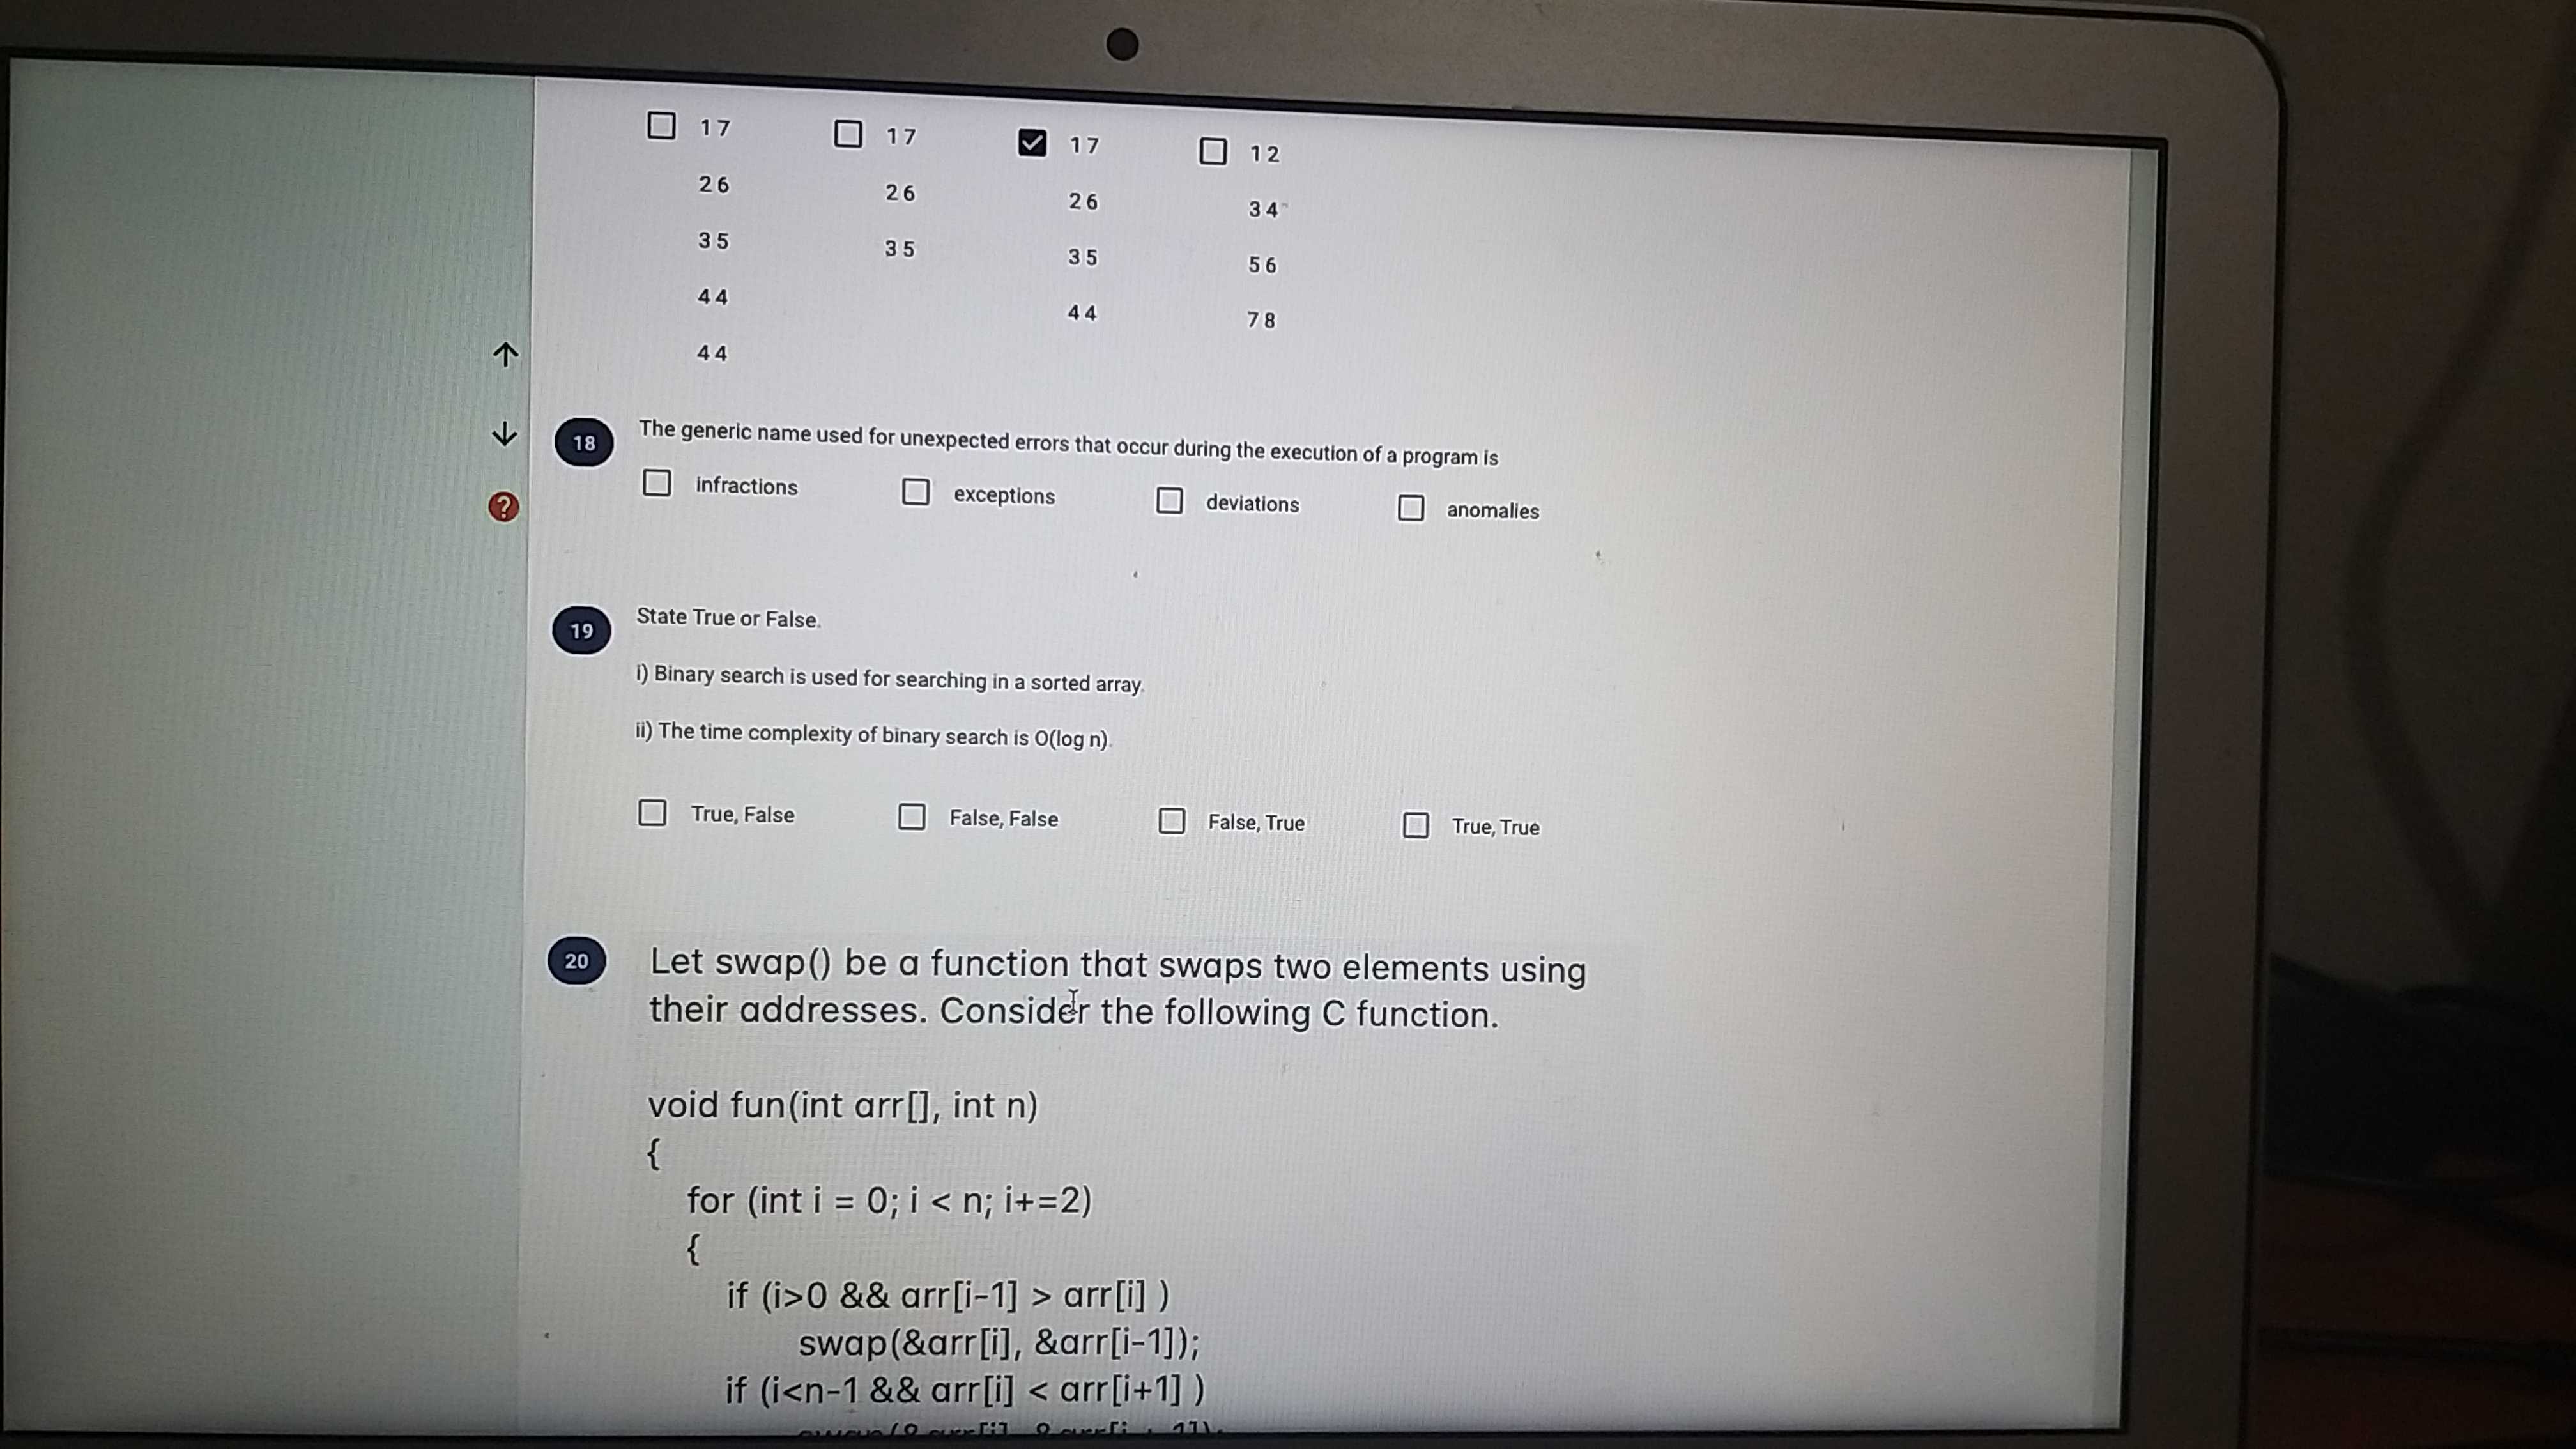 17 17 17 12
26 26 26 34
35 35 35 56
44 44 78
44
18 The generic name used for unexpected errors that occur during the execution of a program is
infractions exceptions deviations anomalies
19 State True or False.
i) Binary search is used for searching in a sorted array.
ii) The time complexity of binary search is O(log n).
True, False False, False False, True True, True
20 Let swap() be a function that swaps two elements using
their addresses. Consider the following C function.
void fun(int arr[], int n)
{
for (int i = 0; i < n; i+=2)
{
if (i>0 && arr[i-1] > arr[i] )
swap(&arr[i], &arr[i-1]);
if (i<n-1 && arr[i] < arr[i+1] )